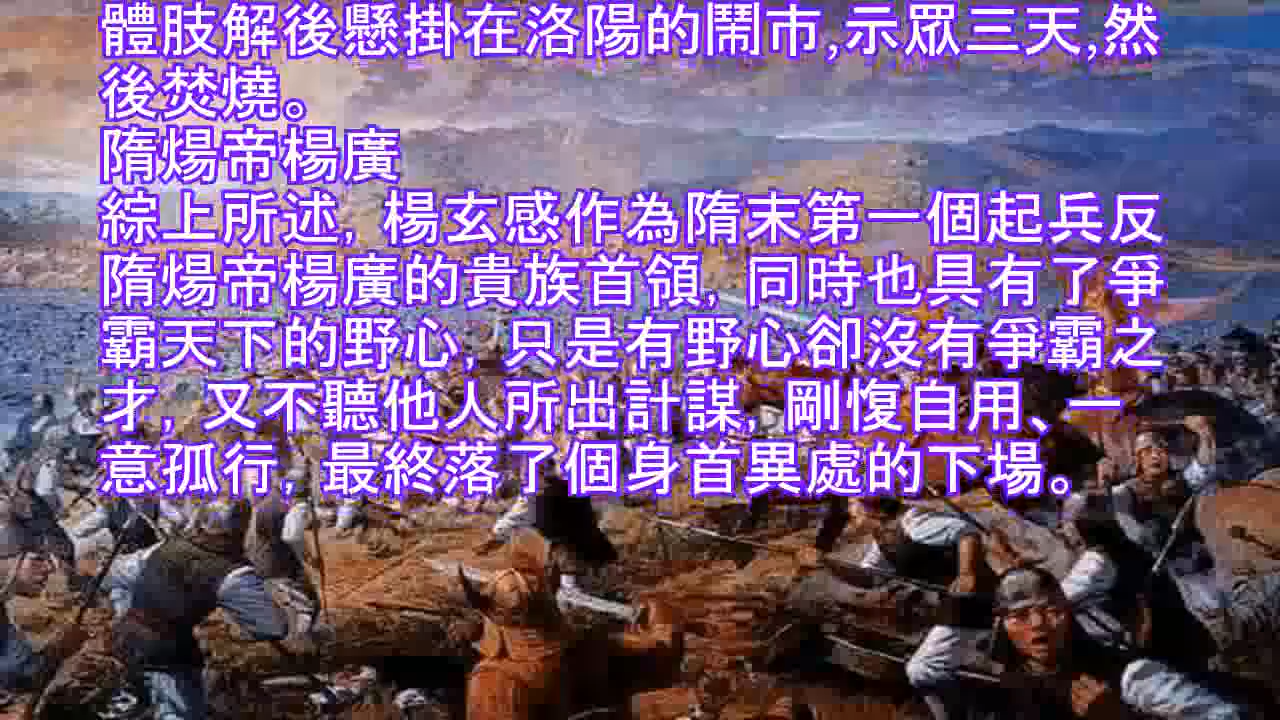 體肢解後懸掛在洛陽的鬧市,示眾三天,然
後焚燒。
隋煬帝楊廣
綜上所述, 楊玄感作為隋末第一個起兵反
隋煬帝楊廣的貴族首領, 同時也具有了爭
霸天下的野心, 只是有野心卻沒有爭霸之
才, 又不聽他人所出計謀, 剛愎自用、一
意孤行, 最終落了個身首異處的下場。